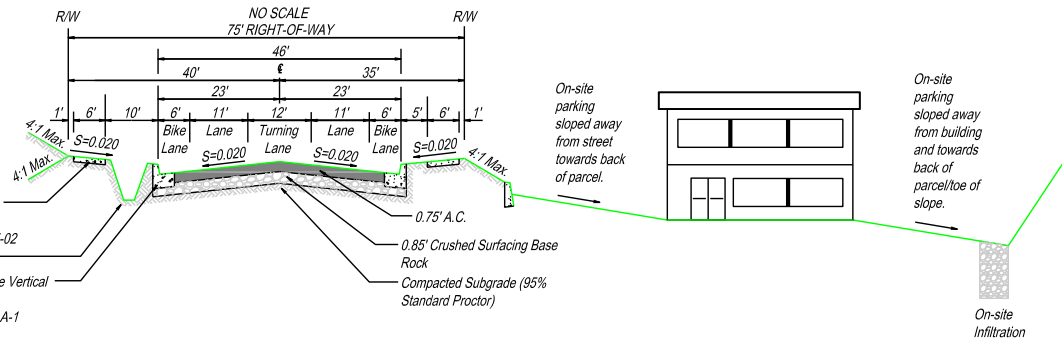 NO SCALE
R/W
R/W
75' RIGHT-OF-WAY
46'
℄
40'
35'
23'
23'
1'
6'
10'
6'
11'
12'
11'
6'
5'
6'
1'
Bike
Lane
Lane
Turning
Lane
Lane
Bike
Lane
4:1 Max.
S=0.020
S=0.020
S=0.020
S=0.020
4:1 Max.
4:1 Max.
On-site
parking
sloped away
from street
towards back
of parcel.
On-site
parking
sloped away
from building
and towards
back of
parcel/toe of
slope.
0.75' A.C.
0.85' Crushed Surfacing Base
Rock
Compacted Subgrade (95%
Standard Proctor)
-02
e Vertical
A-1
On-site
Infiltration